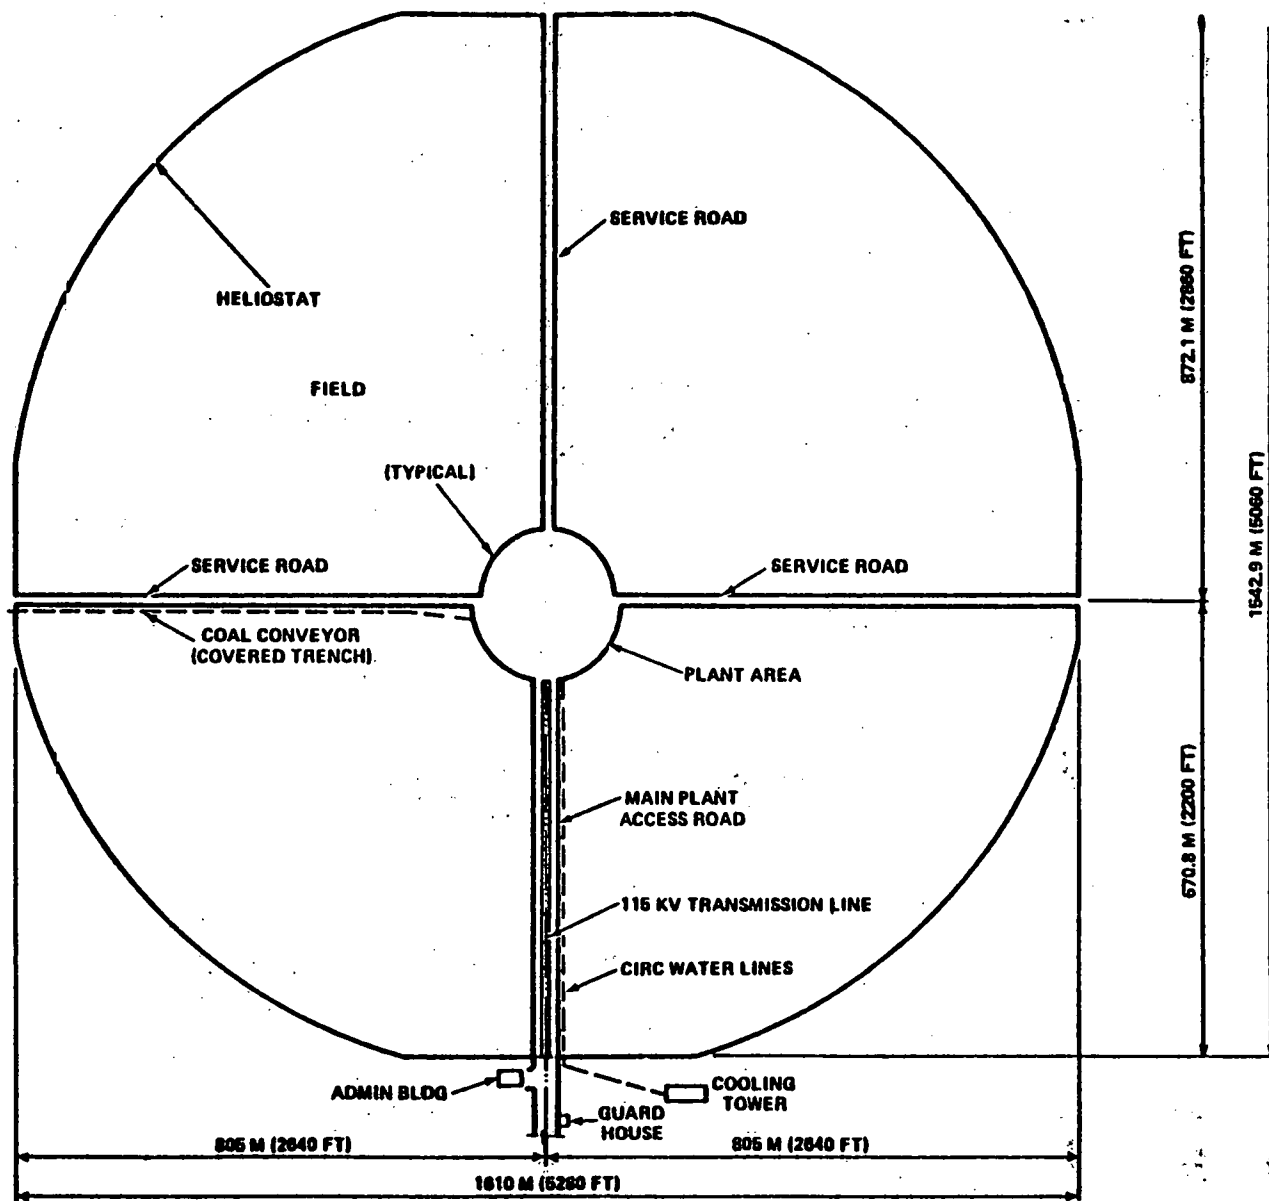 SERVICE ROAD
HELIOSTAT
FIELD
(TYPICAL)
SERVICE ROAD
SERVICE ROAD
COAL CONVEYOR
(COVERED TRENCH)
PLANT AREA
MAIN PLANT
ACCESS ROAD
115 KV TRANSMISSION LINE
CIRC WATER LINES
ADMIN BLDG
COOLING
TOWER
GUARD
HOUSE
805 M (2640 FT)
805 M (2640 FT)
1610 M (5280 FT)
872.1 M (2860 FT)
670.8 M (2200 FT)
1542.9 M (5060 FT)